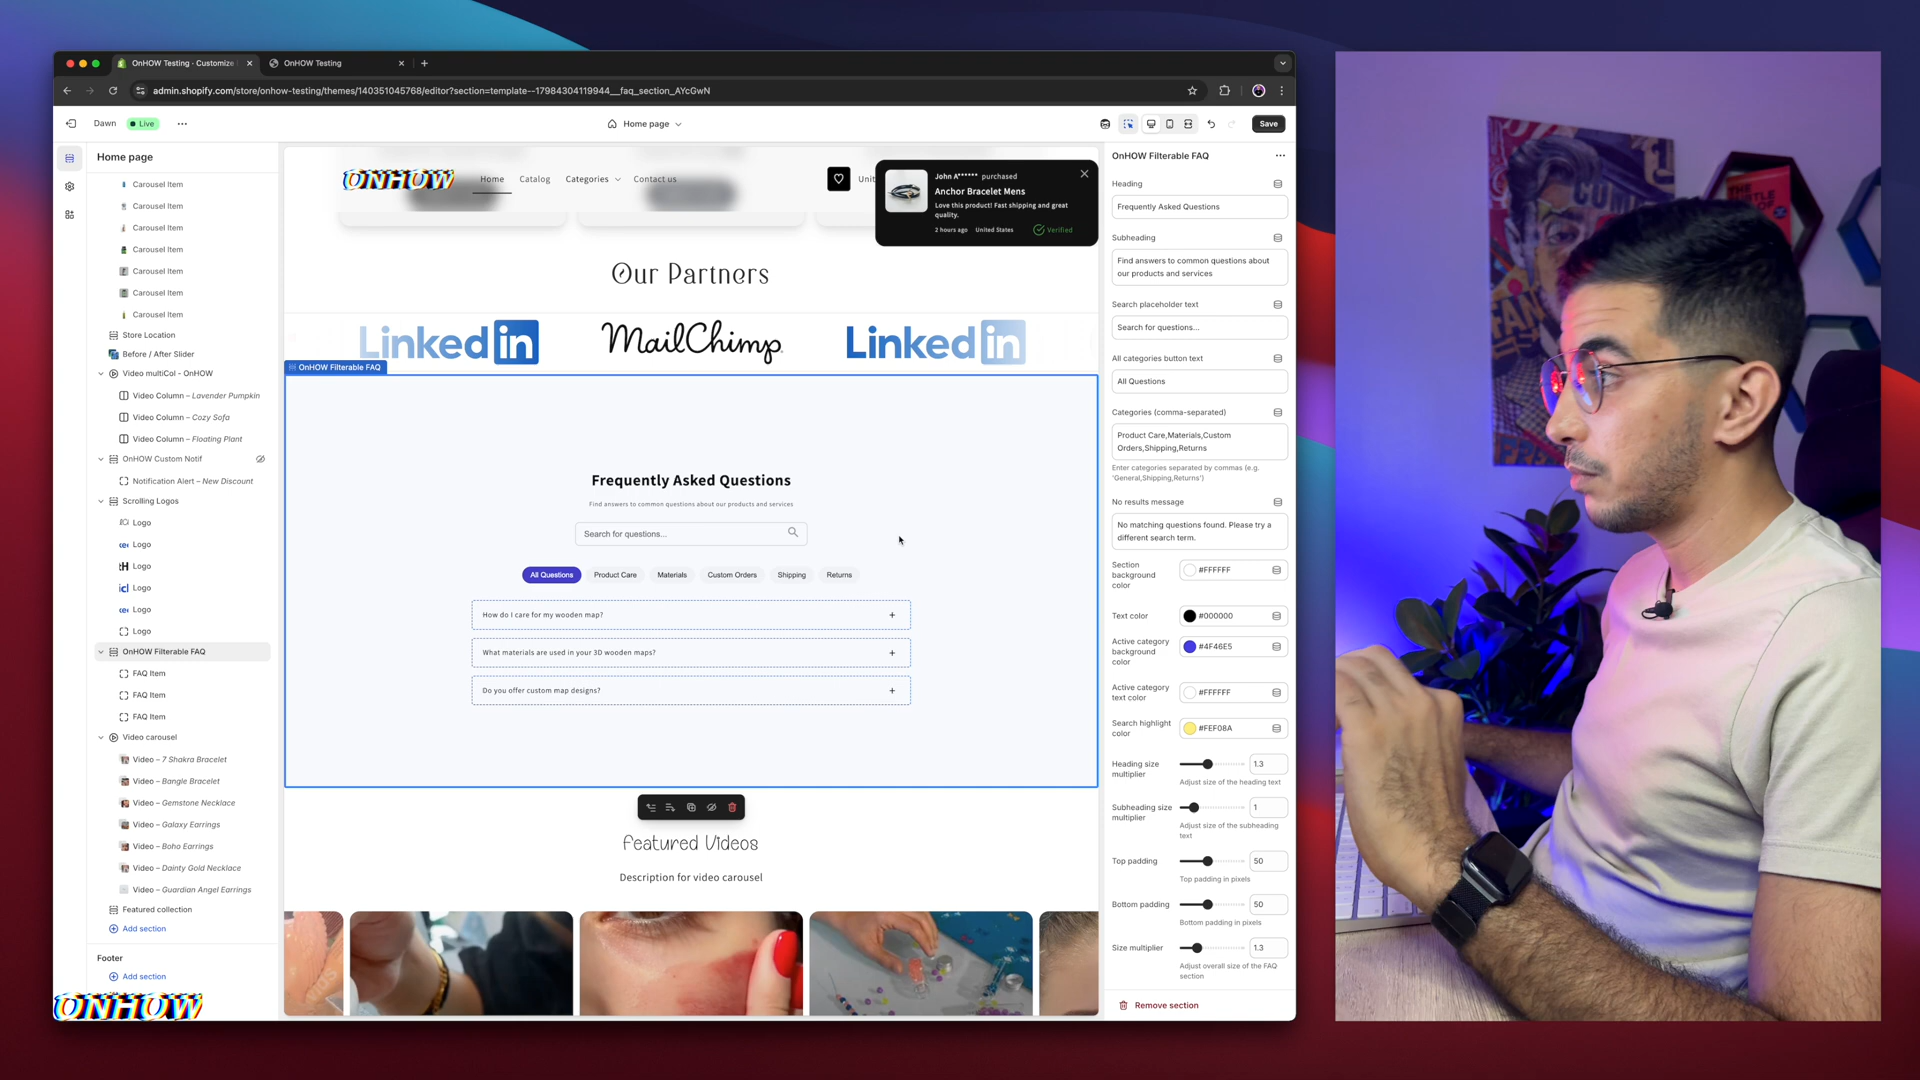 OnHOW Testing · Customize
OnHOW Testing
admin.shopify.com/store/onhow-testing/themes/140351045768/editor?section=template--17984304119944__faq_section_AYcGwN
Dawn
Live
Home page
Save
Home page
Carousel Item
Carousel Item
Carousel Item
Carousel Item
Carousel Item
Carousel Item
Carousel Item
Store Location
Before / After Slider
Video multiCol - OnHOW
Video Column – Lavender Pumpkin
Video Column – Cozy Sofa
Video Column – Floating Plant
OnHOW Custom Notif
Notification Alert – New Discount
Scrolling Logos
Logo
Logo
Logo
Logo
Logo
Logo
OnHOW Filterable FAQ
FAQ Item
FAQ Item
FAQ Item
Video carousel
Video – 7 Shakra Bracelet
Video – Bangle Bracelet
Video – Gemstone Necklace
Video – Galaxy Earrings
Video – Boho Earrings
Video – Dainty Gold Necklace
Video – Guardian Angel Earrings
Featured collection
Add section
Footer
Add section
ONHOW
ONHOW
Home
Catalog
Categories
Contact us
Unit
John A****** purchased
Anchor Bracelet Mens
Love this product! Fast shipping and great
quality.
2 hours ago United States Verified
Our Partners
Linkedin
MailChimp
Linkedin
OnHOW Filterable FAQ
Frequently Asked Questions
Find answers to common questions about our products and services
Search for questions...
All Questions
Product Care
Materials
Custom Orders
Shipping
Returns
How do I care for my wooden map?
What materials are used in your 3D wooden maps?
Do you offer custom map designs?
Featured Videos
Description for video carousel
OnHOW Filterable FAQ
Heading
Frequently Asked Questions
Subheading
Find answers to common questions about
our products and services
Search placeholder text
Search for questions...
All categories button text
All Questions
Categories (comma-separated)
Product Care,Materials,Custom
Orders,Shipping,Returns
Enter categories separated by commas (e.g.
'General,Shipping,Returns')
No results message
No matching questions found. Please try a
different search term.
Section
background
color
#FFFFFF
Text color
#000000
Active category
background
color
#4F46E5
Active category
text color
#FFFFFF
Search highlight
color
#FEF08A
Heading size
multiplier
1.3
Adjust size of the heading text
Subheading size
multiplier
1
Adjust size of the subheading
text
Top padding
50
Top padding in pixels
Bottom padding
50
Bottom padding in pixels
Size multiplier
1.3
Adjust overall size of the FAQ
section
Remove section